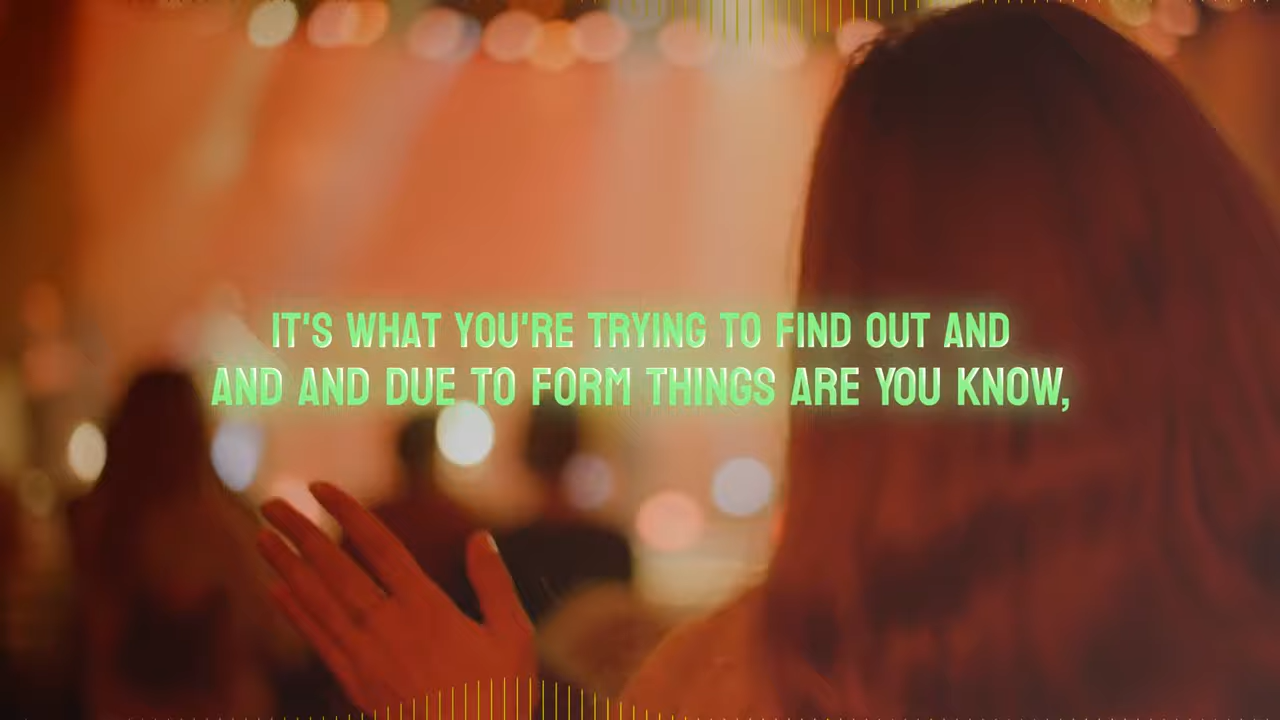 IT'S WHAT YOU'RE TRYING TO FIND OUT AND
AND AND DUE TO FORM THINGS ARE YOU KNOW,